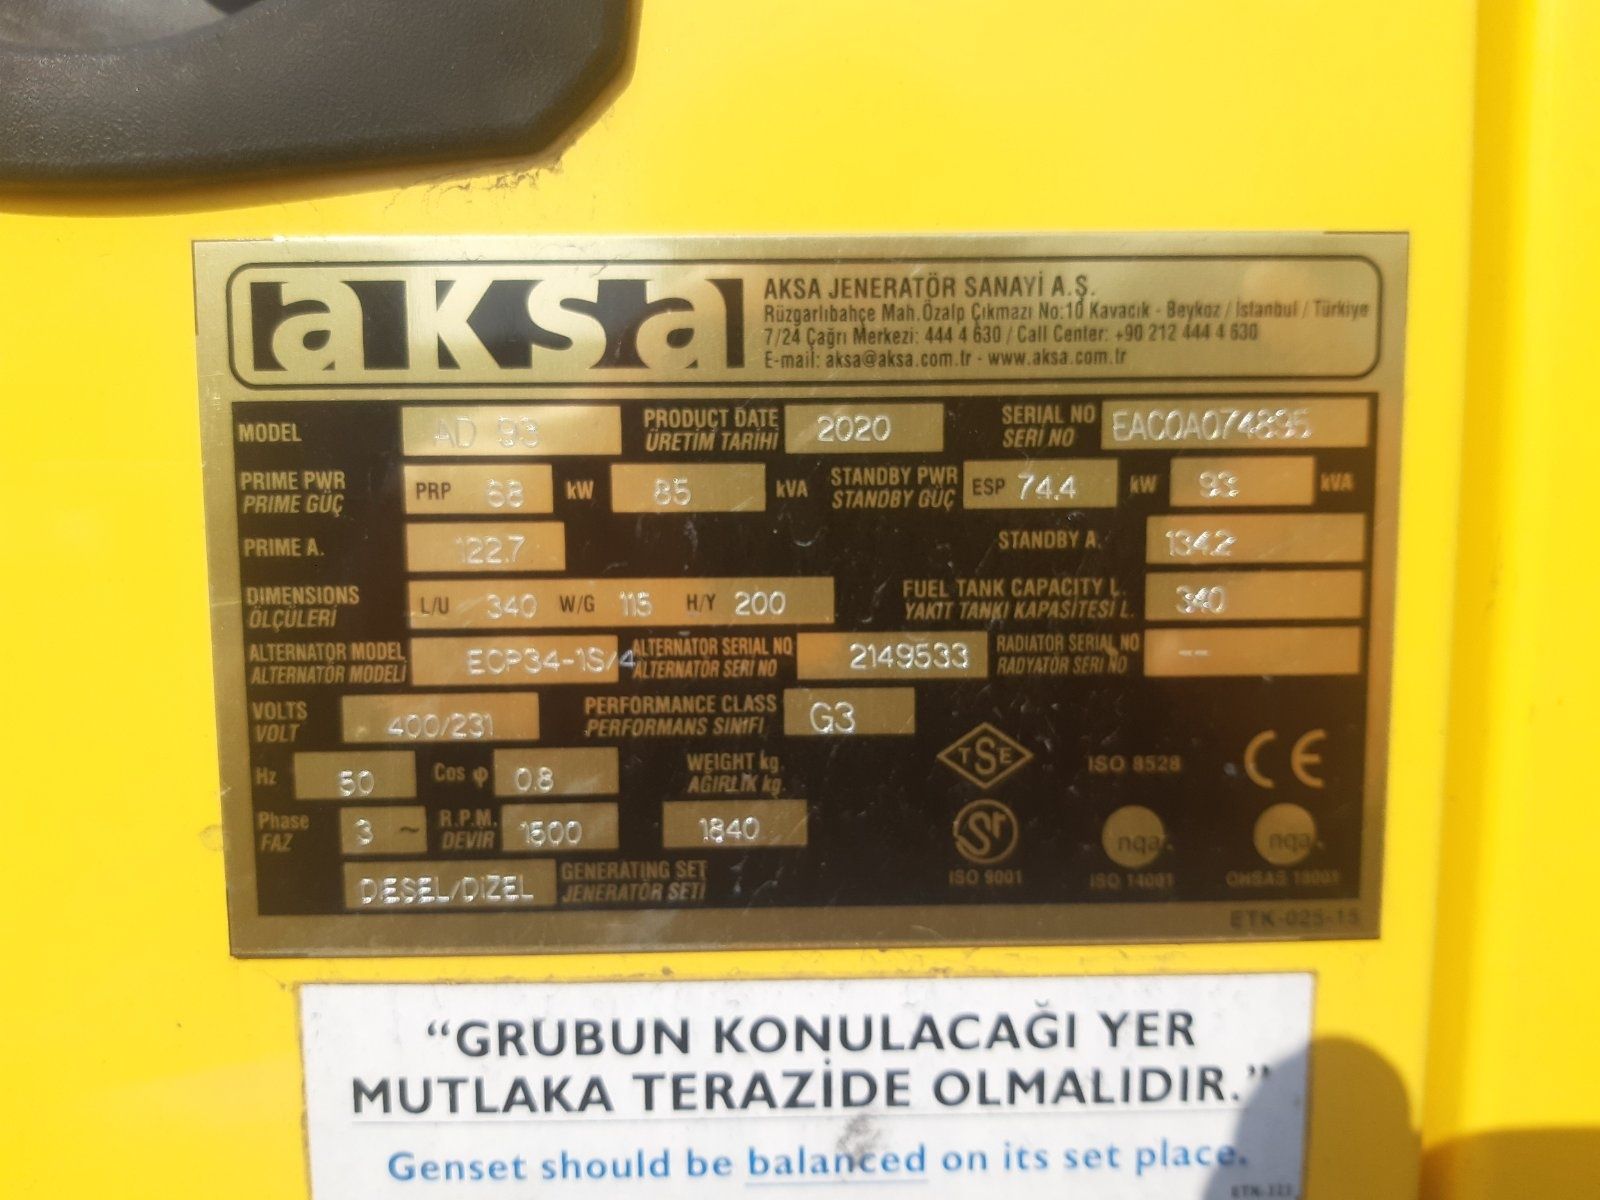 aksa
AKSA JENERATÖR SANAYİ A.Ş.
Rüzgarlıbahçe Mah. Özalp Çıkmazı No:10 Kavacık - Beykoz / İstanbul / Türkiye
7/24 Çağrı Merkezi: 444 4 630 / Call Center: +90 212 444 4 630
E-mail: aksa@aksa.com.tr - www.aksa.com.tr
MODEL AD 93 PRODUCT DATE 2020 SERIAL NO EAC0A074835
ÜRETİM TARİHİ SERİ NO
PRIME PWR PRP 68 kW 85 kVA STANDBY PWR ESP 74.4 kW 93 kVA
PRIME GÜÇ STANDBY GÜÇ
PRIME A. 122.7 STANDBY A. 134.2
DIMENSIONS L/U 340 W/G 115 H/Y 200 FUEL TANK CAPACITY L. 340
ÖLÇÜLERİ YAKIT TANKI KAPASİTESİ L.
ALTERNATOR MODEL ECP34-1S/4 ALTERNATOR SERIAL NO 2149533 RADIATOR SERIAL NO --
ALTERNATÖR MODELİ ALTERNATÖR SERİ NO RADYATÖR SERİ NO
VOLTS 400/231 PERFORMANCE CLASS G3
VOLT PERFORMANS SINIFI
Hz 50 Cos φ 0.8 WEIGHT kg. TSE ISO 8528 CE
AĞIRLIK kg.
Phase 3 ~ R.P.M. 1500 1840 nqa. nqa.
FAZ DEVİR
DESEL/DİZEL GENERATING SET ISO 9001 ISO 14001 OHSAS 18001
JENERATÖR SETİ
ETK-025-15
“GRUBUN KONULACAĞI YER
MUTLAKA TERAZİDE OLMALIDIR.”
Genset should be balanced on its set place.